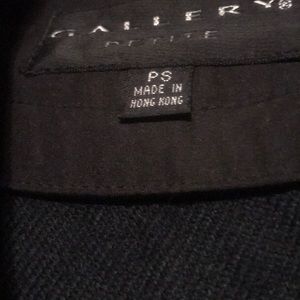 GALLERY®
PETITE
PS
MADE IN
HONG KONG